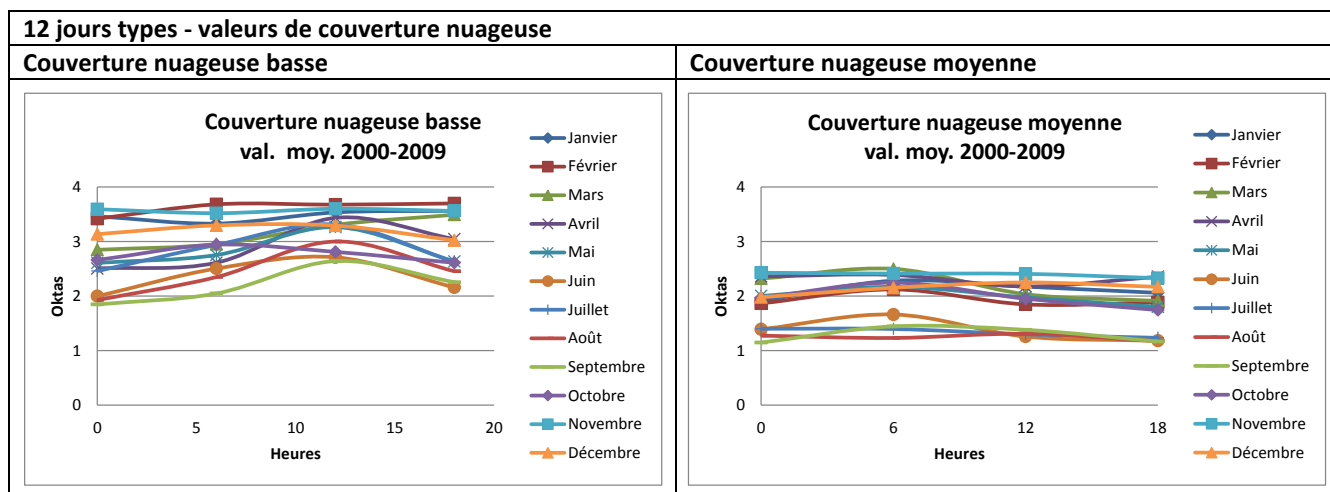 12 jours types - valeurs de couverture nuageuse
Couverture nuageuse basse
Couverture nuageuse moyenne
Couverture nuageuse basse
val. moy. 2000-2009
Oktas
4
3
2
1
0
0 5 10 15 20
Heures
Janvier
Février
Mars
Avril
Mai
Juin
Juillet
Août
Septembre
Octobre
Novembre
Décembre
Couverture nuageuse moyenne
val. moy. 2000-2009
Oktas
4
3
2
1
0
0 6 12 18
Heures
Janvier
Février
Mars
Avril
Mai
Juin
Juillet
Août
Septembre
Octobre
Novembre
Décembre